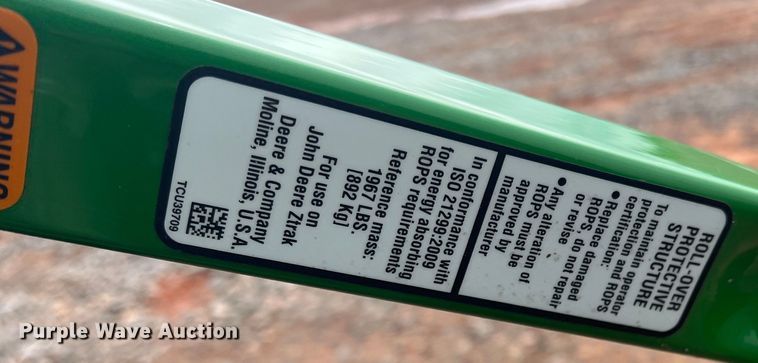 WARNING
ROLL-OVER
PROTECTIVE
STRUCTURE
To maintain operator
protection and ROPS
certification:
• Replace damaged
ROPS, do not repair
or revise
• Any alteration of
ROPS must be
approved by
manufacturer
In conformance with
ISO 21299:2009
for energy absorbing
ROPS requirements
Reference mass:
1967 LBS
[892 Kg]
For use on
John Deere Ztrak
Deere & Company
Moline, Illinois, U.S.A.
TCU39709
Purple Wave Auction